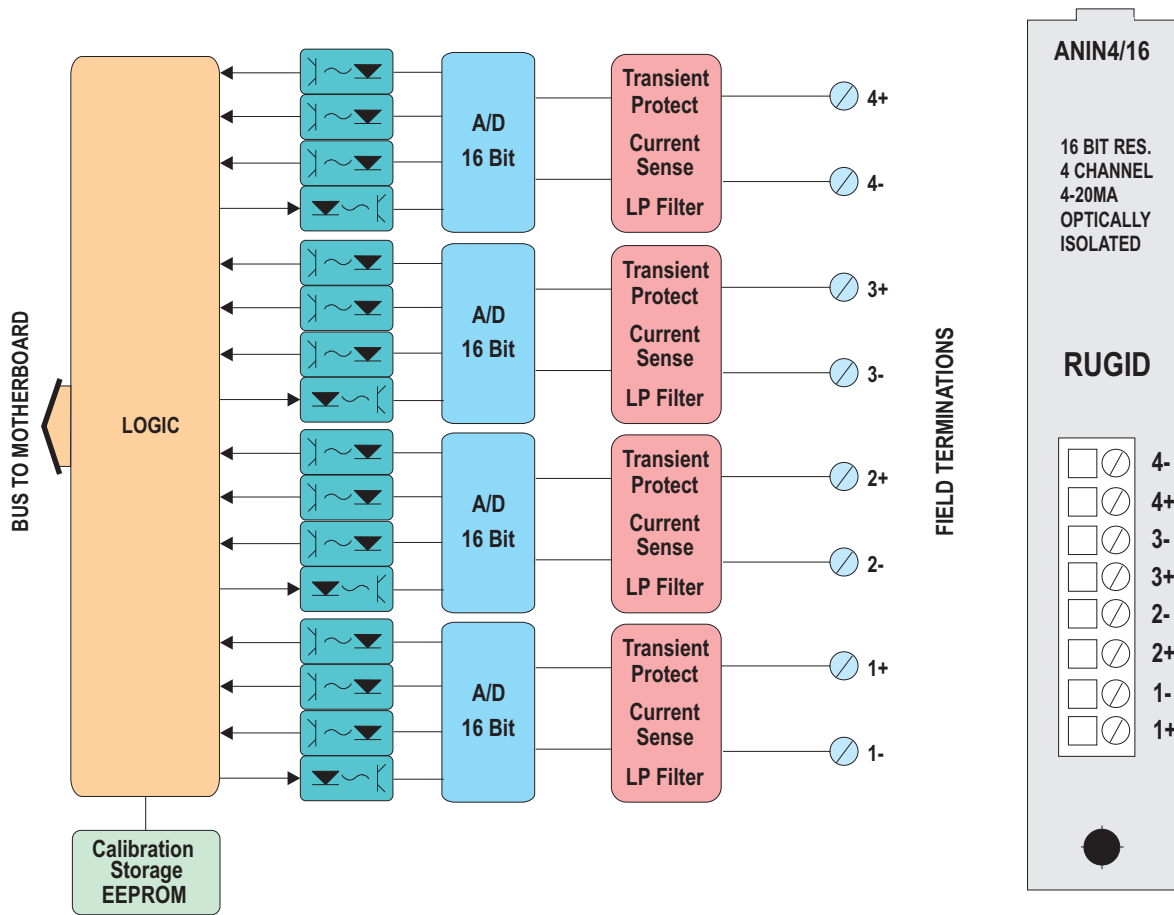 BUS TO MOTHERBOARD
LOGIC
Calibration
Storage
EEPROM
A/D
16 Bit
Transient
Protect
Current
Sense
LP Filter
4+
4-
A/D
16 Bit
Transient
Protect
Current
Sense
LP Filter
3+
3-
A/D
16 Bit
Transient
Protect
Current
Sense
LP Filter
2+
2-
A/D
16 Bit
Transient
Protect
Current
Sense
LP Filter
1+
1-
FIELD TERMINATIONS
ANIN4/16
16 BIT RES.
4 CHANNEL
4-20MA
OPTICALLY
ISOLATED
RUGID
4-
4+
3-
3+
2-
2+
1-
1+